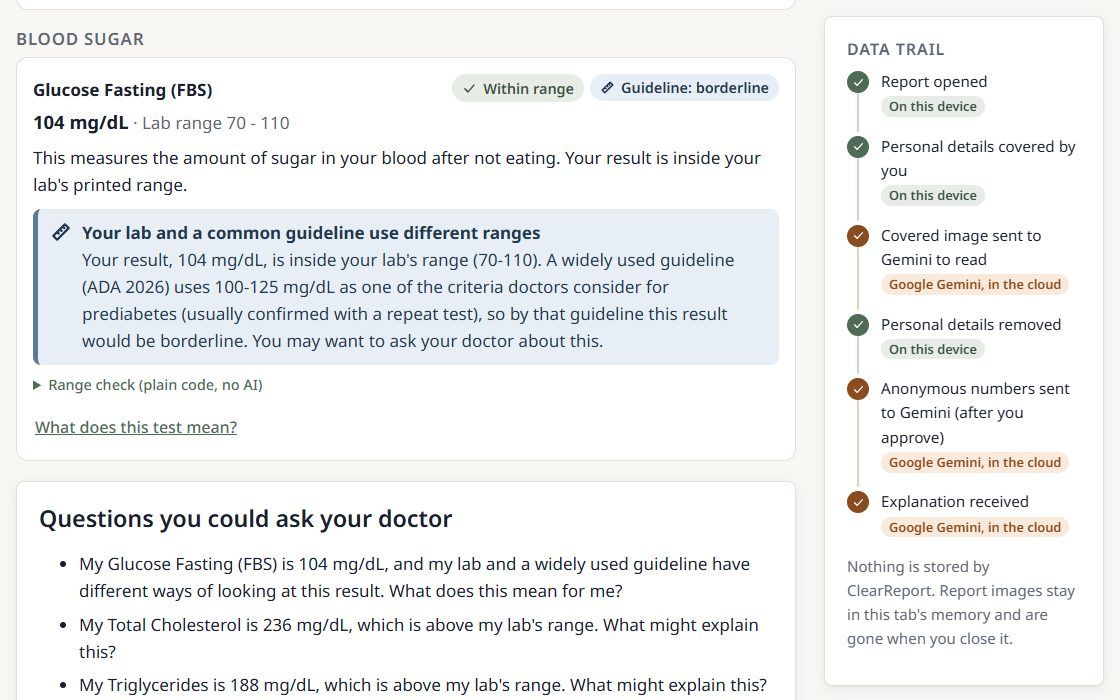 BLOOD SUGAR
Glucose Fasting (FBS)
Within range
Guideline: borderline
104 mg/dL · Lab range 70 - 110
This measures the amount of sugar in your blood after not eating. Your result is inside your
lab's printed range.
Your lab and a common guideline use different ranges
Your result, 104 mg/dL, is inside your lab's range (70-110). A widely used guideline
(ADA 2026) uses 100-125 mg/dL as one of the criteria doctors consider for
prediabetes (usually confirmed with a repeat test), so by that guideline this result
would be borderline. You may want to ask your doctor about this.
Range check (plain code, no AI)
What does this test mean?
Questions you could ask your doctor
My Glucose Fasting (FBS) is 104 mg/dL, and my lab and a widely used guideline have
different ways of looking at this result. What does this mean for me?
My Total Cholesterol is 236 mg/dL, which is above my lab's range. What might explain
this?
My Triglycerides is 188 mg/dL, which is above my lab's range. What might explain this?
DATA TRAIL
Report opened
On this device
Personal details covered by
you
On this device
Covered image sent to
Gemini to read
Google Gemini, in the cloud
Personal details removed
On this device
Anonymous numbers sent
to Gemini (after you
approve)
Google Gemini, in the cloud
Explanation received
Google Gemini, in the cloud
Nothing is stored by
ClearReport. Report images stay
in this tab's memory and are
gone when you close it.